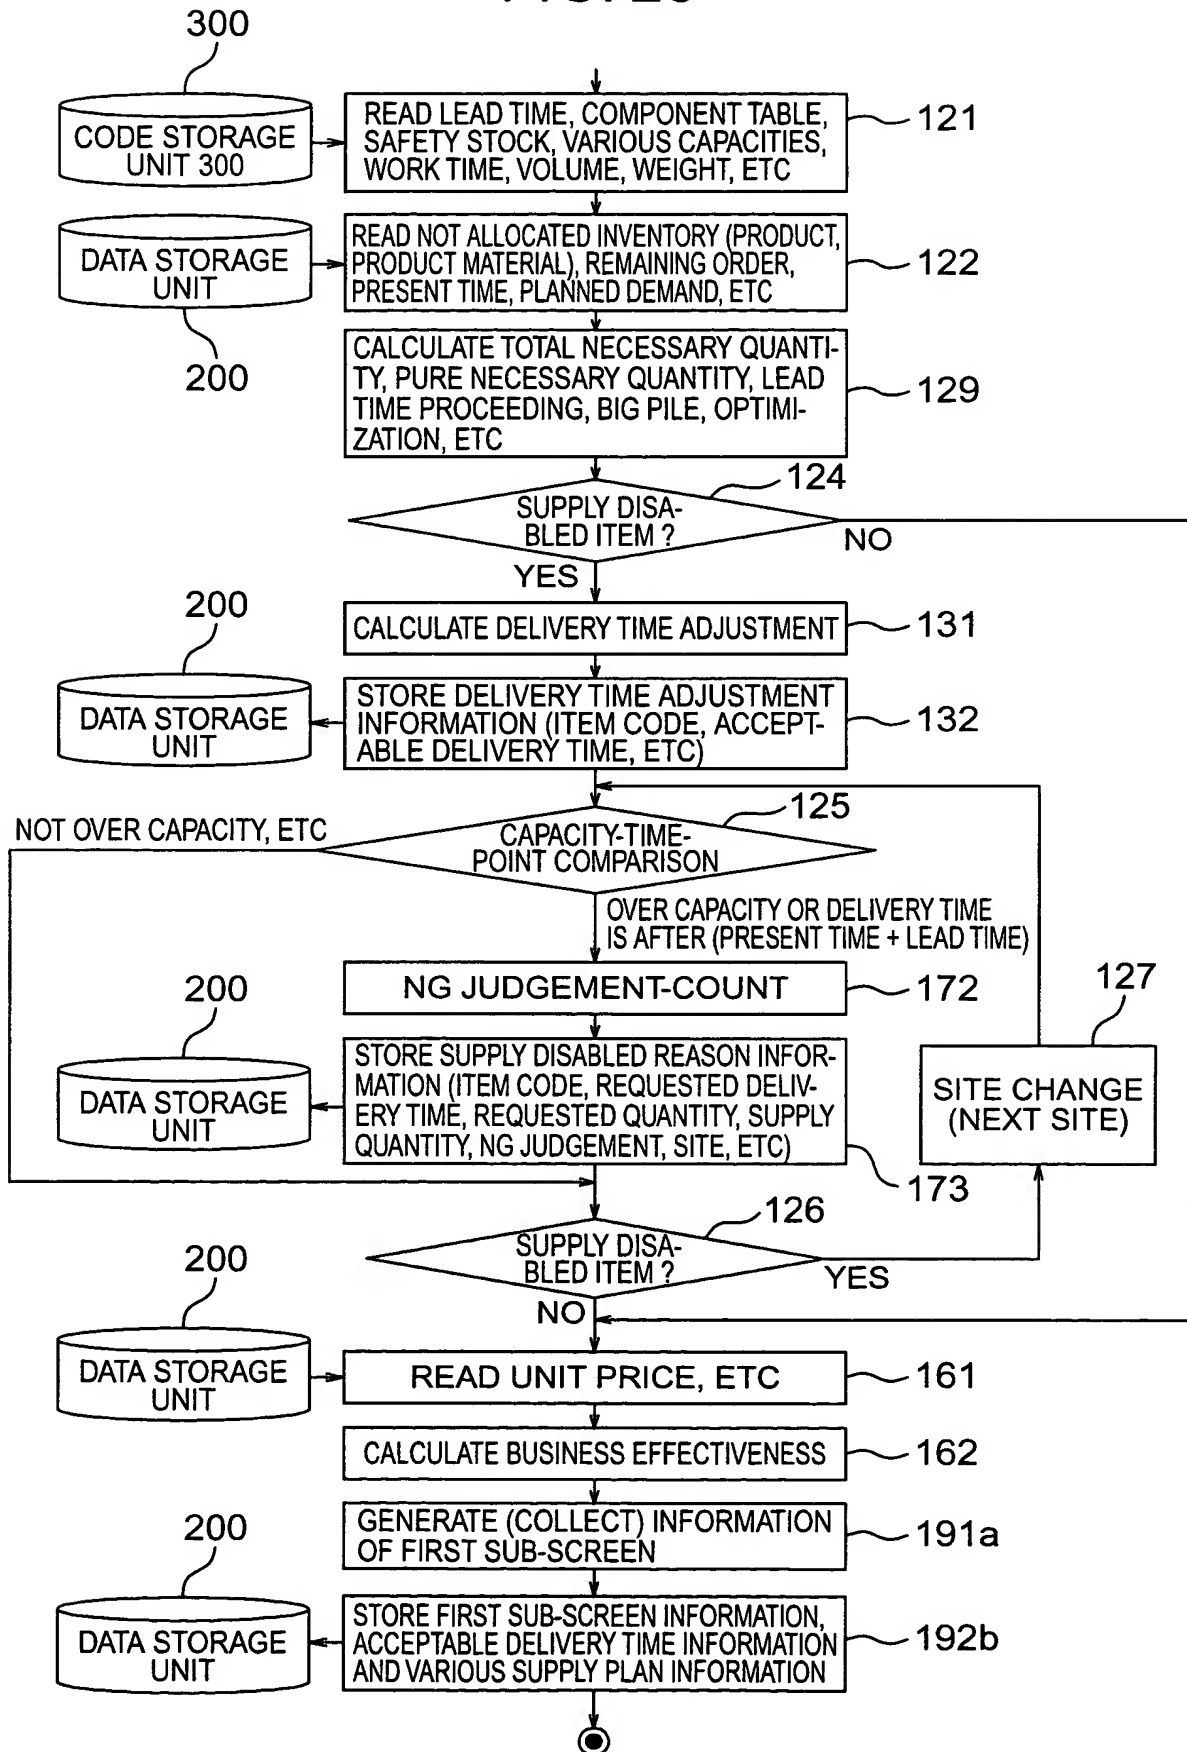 300
CODE STORAGE
UNIT 300
READ LEAD TIME, COMPONENT TABLE,
SAFETY STOCK, VARIOUS CAPACITIES,
WORK TIME, VOLUME, WEIGHT, ETC
121
DATA STORAGE
UNIT
200
READ NOT ALLOCATED INVENTORY (PRODUCT,
PRODUCT MATERIAL), REMAINING ORDER,
PRESENT TIME, PLANNED DEMAND, ETC
122
CALCULATE TOTAL NECESSARY QUANTI-
TY, PURE NECESSARY QUANTITY, LEAD
TIME PROCEEDING, BIG PILE, OPTIMI-
ZATION, ETC
129
124
SUPPLY DISA-
BLED ITEM ?
NO
YES
CALCULATE DELIVERY TIME ADJUSTMENT
131
200
DATA STORAGE
UNIT
STORE DELIVERY TIME ADJUSTMENT
INFORMATION (ITEM CODE, ACCEPT-
ABLE DELIVERY TIME, ETC)
132
125
NOT OVER CAPACITY, ETC
CAPACITY-TIME-
POINT COMPARISON
OVER CAPACITY OR DELIVERY TIME
IS AFTER (PRESENT TIME + LEAD TIME)
NG JUDGEMENT-COUNT
172
127
SITE CHANGE
(NEXT SITE)
200
DATA STORAGE
UNIT
STORE SUPPLY DISABLED REASON INFOR-
MATION (ITEM CODE, REQUESTED DELIV-
ERY TIME, REQUESTED QUANTITY, SUPPLY
QUANTITY, NG JUDGEMENT, SITE, ETC)
173
126
SUPPLY DISA-
BLED ITEM ?
YES
NO
200
DATA STORAGE
UNIT
READ UNIT PRICE, ETC
161
CALCULATE BUSINESS EFFECTIVENESS
162
GENERATE (COLLECT) INFORMATION
OF FIRST SUB-SCREEN
191a
200
DATA STORAGE
UNIT
STORE FIRST SUB-SCREEN INFORMATION,
ACCEPTABLE DELIVERY TIME INFORMATION
AND VARIOUS SUPPLY PLAN INFORMATION
192b